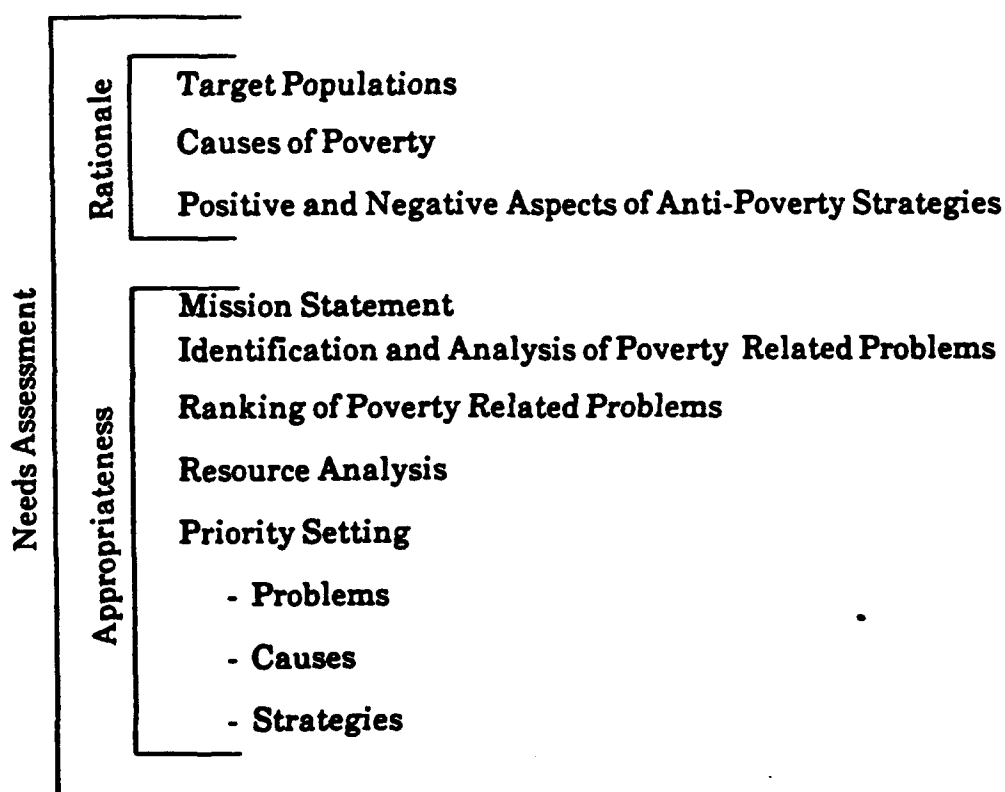 Needs Assessment
Rationale
Target Populations
Causes of Poverty
Positive and Negative Aspects of Anti-Poverty Strategies
Appropriateness
Mission Statement
Identification and Analysis of Poverty Related Problems
Ranking of Poverty Related Problems
Resource Analysis
Priority Setting
- Problems
- Causes
- Strategies